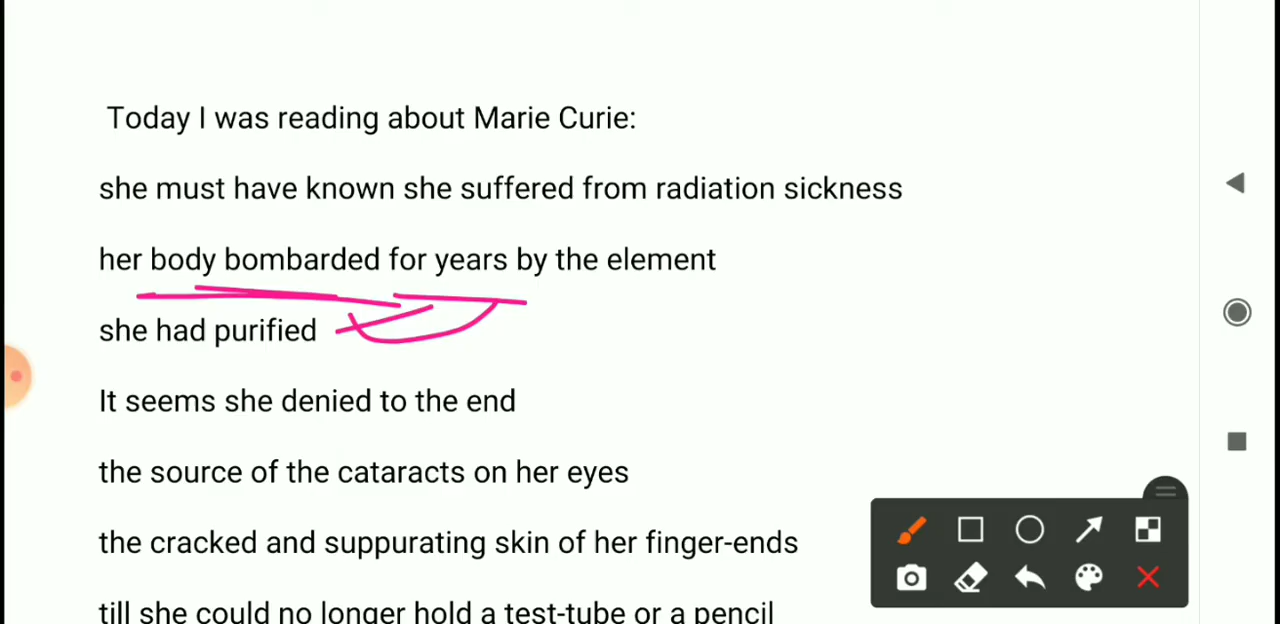 Today I was reading about Marie Curie:
she must have known she suffered from radiation sickness
her body bombarded for years by the element
she had purified
It seems she denied to the end
the source of the cataracts on her eyes
the cracked and suppurating skin of her finger-ends
till she could no longer hold a test-tube or a pencil